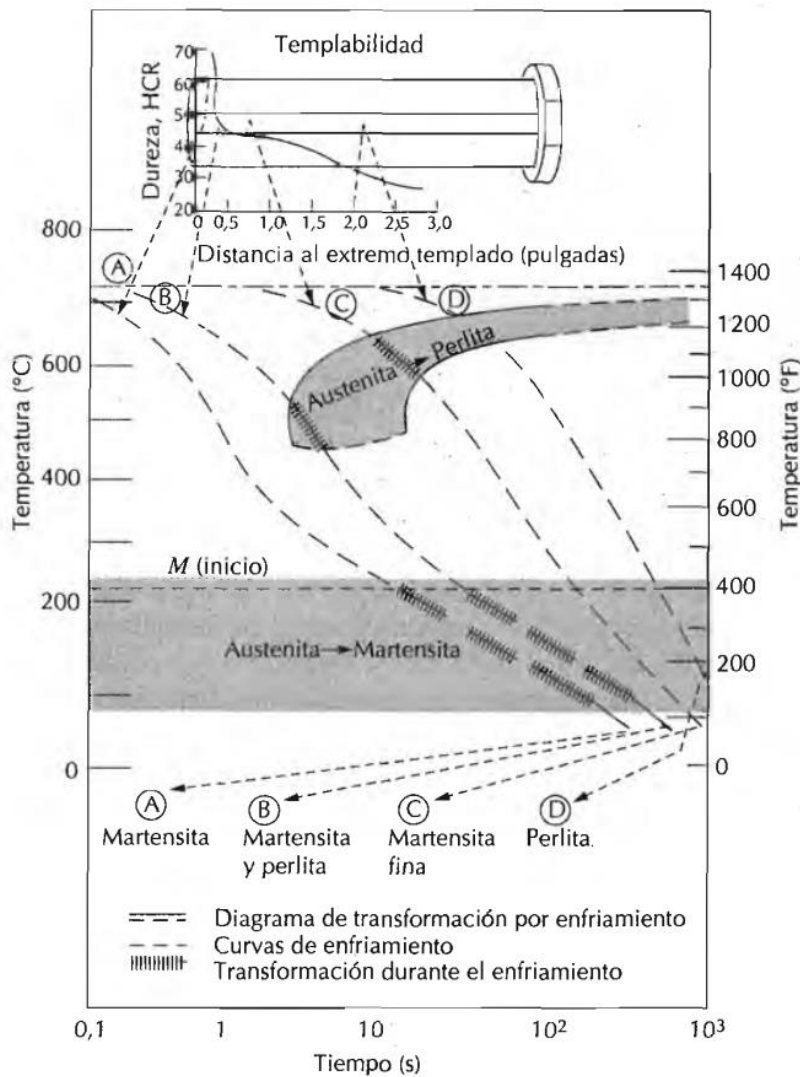 Templabilidad
Dureza, HCR
70
60
50
40
30
20
0 0,5 1,0 1,5 2,0 2,5 3,0
Distancia al extremo templado (pulgadas)
A
B
C
D
Temperatura (°C)
800
600
400
200
0
Temperatura (°F)
1400
1200
1000
800
600
400
200
0
Austenita Perlita
M (inicio)
Austenita Martensita
A
Martensita
B
Martensita
y perlita
C
Martensita
fina
D
Perlita.
Diagrama de transformación por enfriamiento
Curvas de enfriamiento
Transformación durante el enfriamiento
0,1 1 10 10² 10³
Tiempo (s)